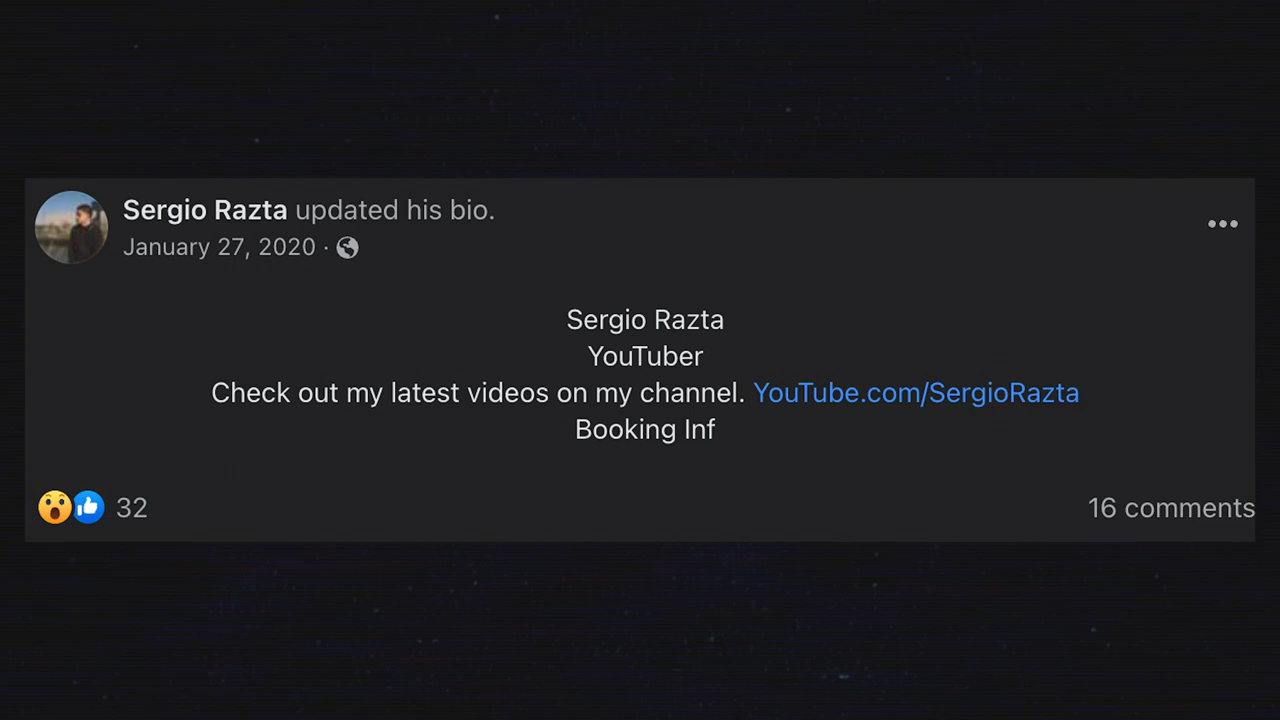 Sergio Razta updated his bio.
January 27, 2020 ·
Sergio Razta
YouTuber
Check out my latest videos on my channel. YouTube.com/SergioRazta
Booking Inf
32
16 comments